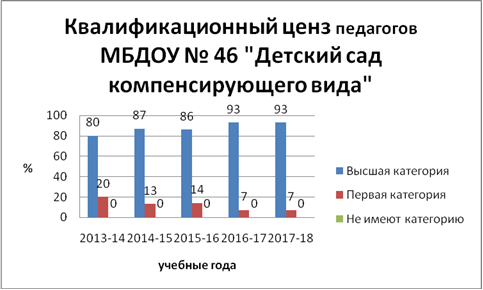 Квалификационный ценз педагогов
МБДОУ № 46 "Детский сад
компенсирующего вида"
100
80
60
40
20
0
%
80 20 0
87 13 0
86 14 0
93 7 0
93 7 0
2013-14 2014-15 2015-16 2016-17 2017-18
учебные года
Высшая категория
Первая категория
Не имеют категорию